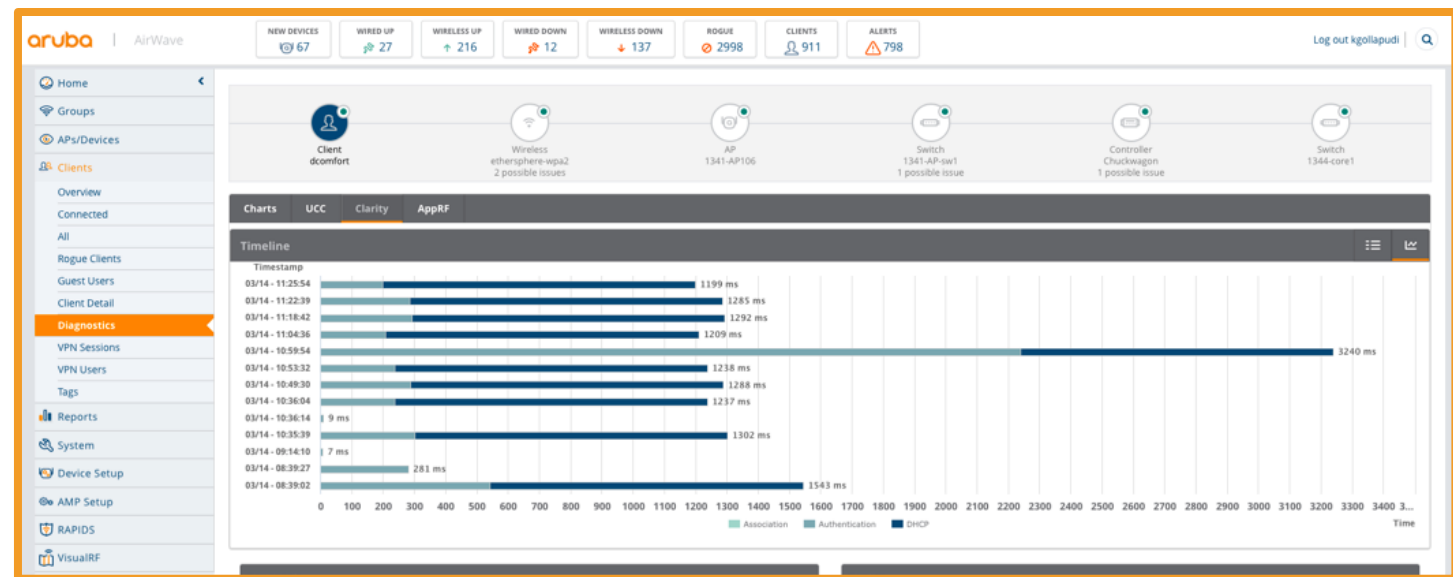 aruba | AirWave
NEW DEVICES
67
WIRED UP
27
WIRELESS UP
216
WIRED DOWN
12
WIRELESS DOWN
137
ROGUE
2998
CLIENTS
911
ALERTS
798
Log out kgollapudi
Home
Groups
APs/Devices
Clients
Overview
Connected
All
Rogue Clients
Guest Users
Client Detail
Diagnostics
VPN Sessions
VPN Users
Tags
Reports
System
Device Setup
AMP Setup
RAPIDS
VisualRF
Client
dcomfort
Wireless
ethersphere-wpa2
2 possible issues
AP
1341-AP106
Switch
1341-AP-sw1
1 possible issue
Controller
Chuckwagon
1 possible issue
Switch
1344-core1
Charts UCC Clarity AppRF
Timeline
Timestamp
03/14 - 11:25:54 1199 ms
03/14 - 11:22:39 1285 ms
03/14 - 11:18:42 1292 ms
03/14 - 11:04:36 1209 ms
03/14 - 10:59:54 3240 ms
03/14 - 10:53:32 1238 ms
03/14 - 10:49:30 1288 ms
03/14 - 10:36:04 1237 ms
03/14 - 10:36:14 9 ms
03/14 - 10:35:39 1302 ms
03/14 - 09:14:10 7 ms
03/14 - 08:39:27 281 ms
03/14 - 08:39:02 1543 ms
0 100 200 300 400 500 600 700 800 900 1000 1100 1200 1300 1400 1500 1600 1700 1800 1900 2000 2100 2200 2300 2400 2500 2600 2700 2800 2900 3000 3100 3200 3300 3400 3...
Association Authentication DHCP
Time